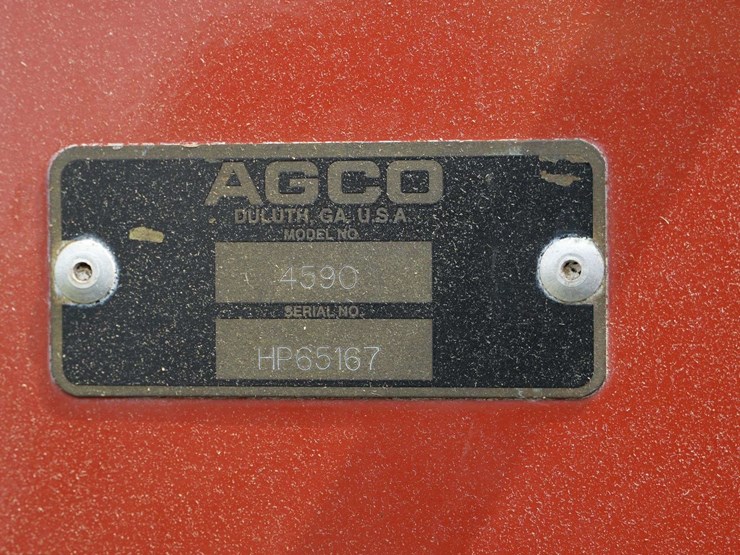 AGCO
DULUTH, GA. U.S.A.
MODEL NO.
4590
SERIAL NO.
HP65167